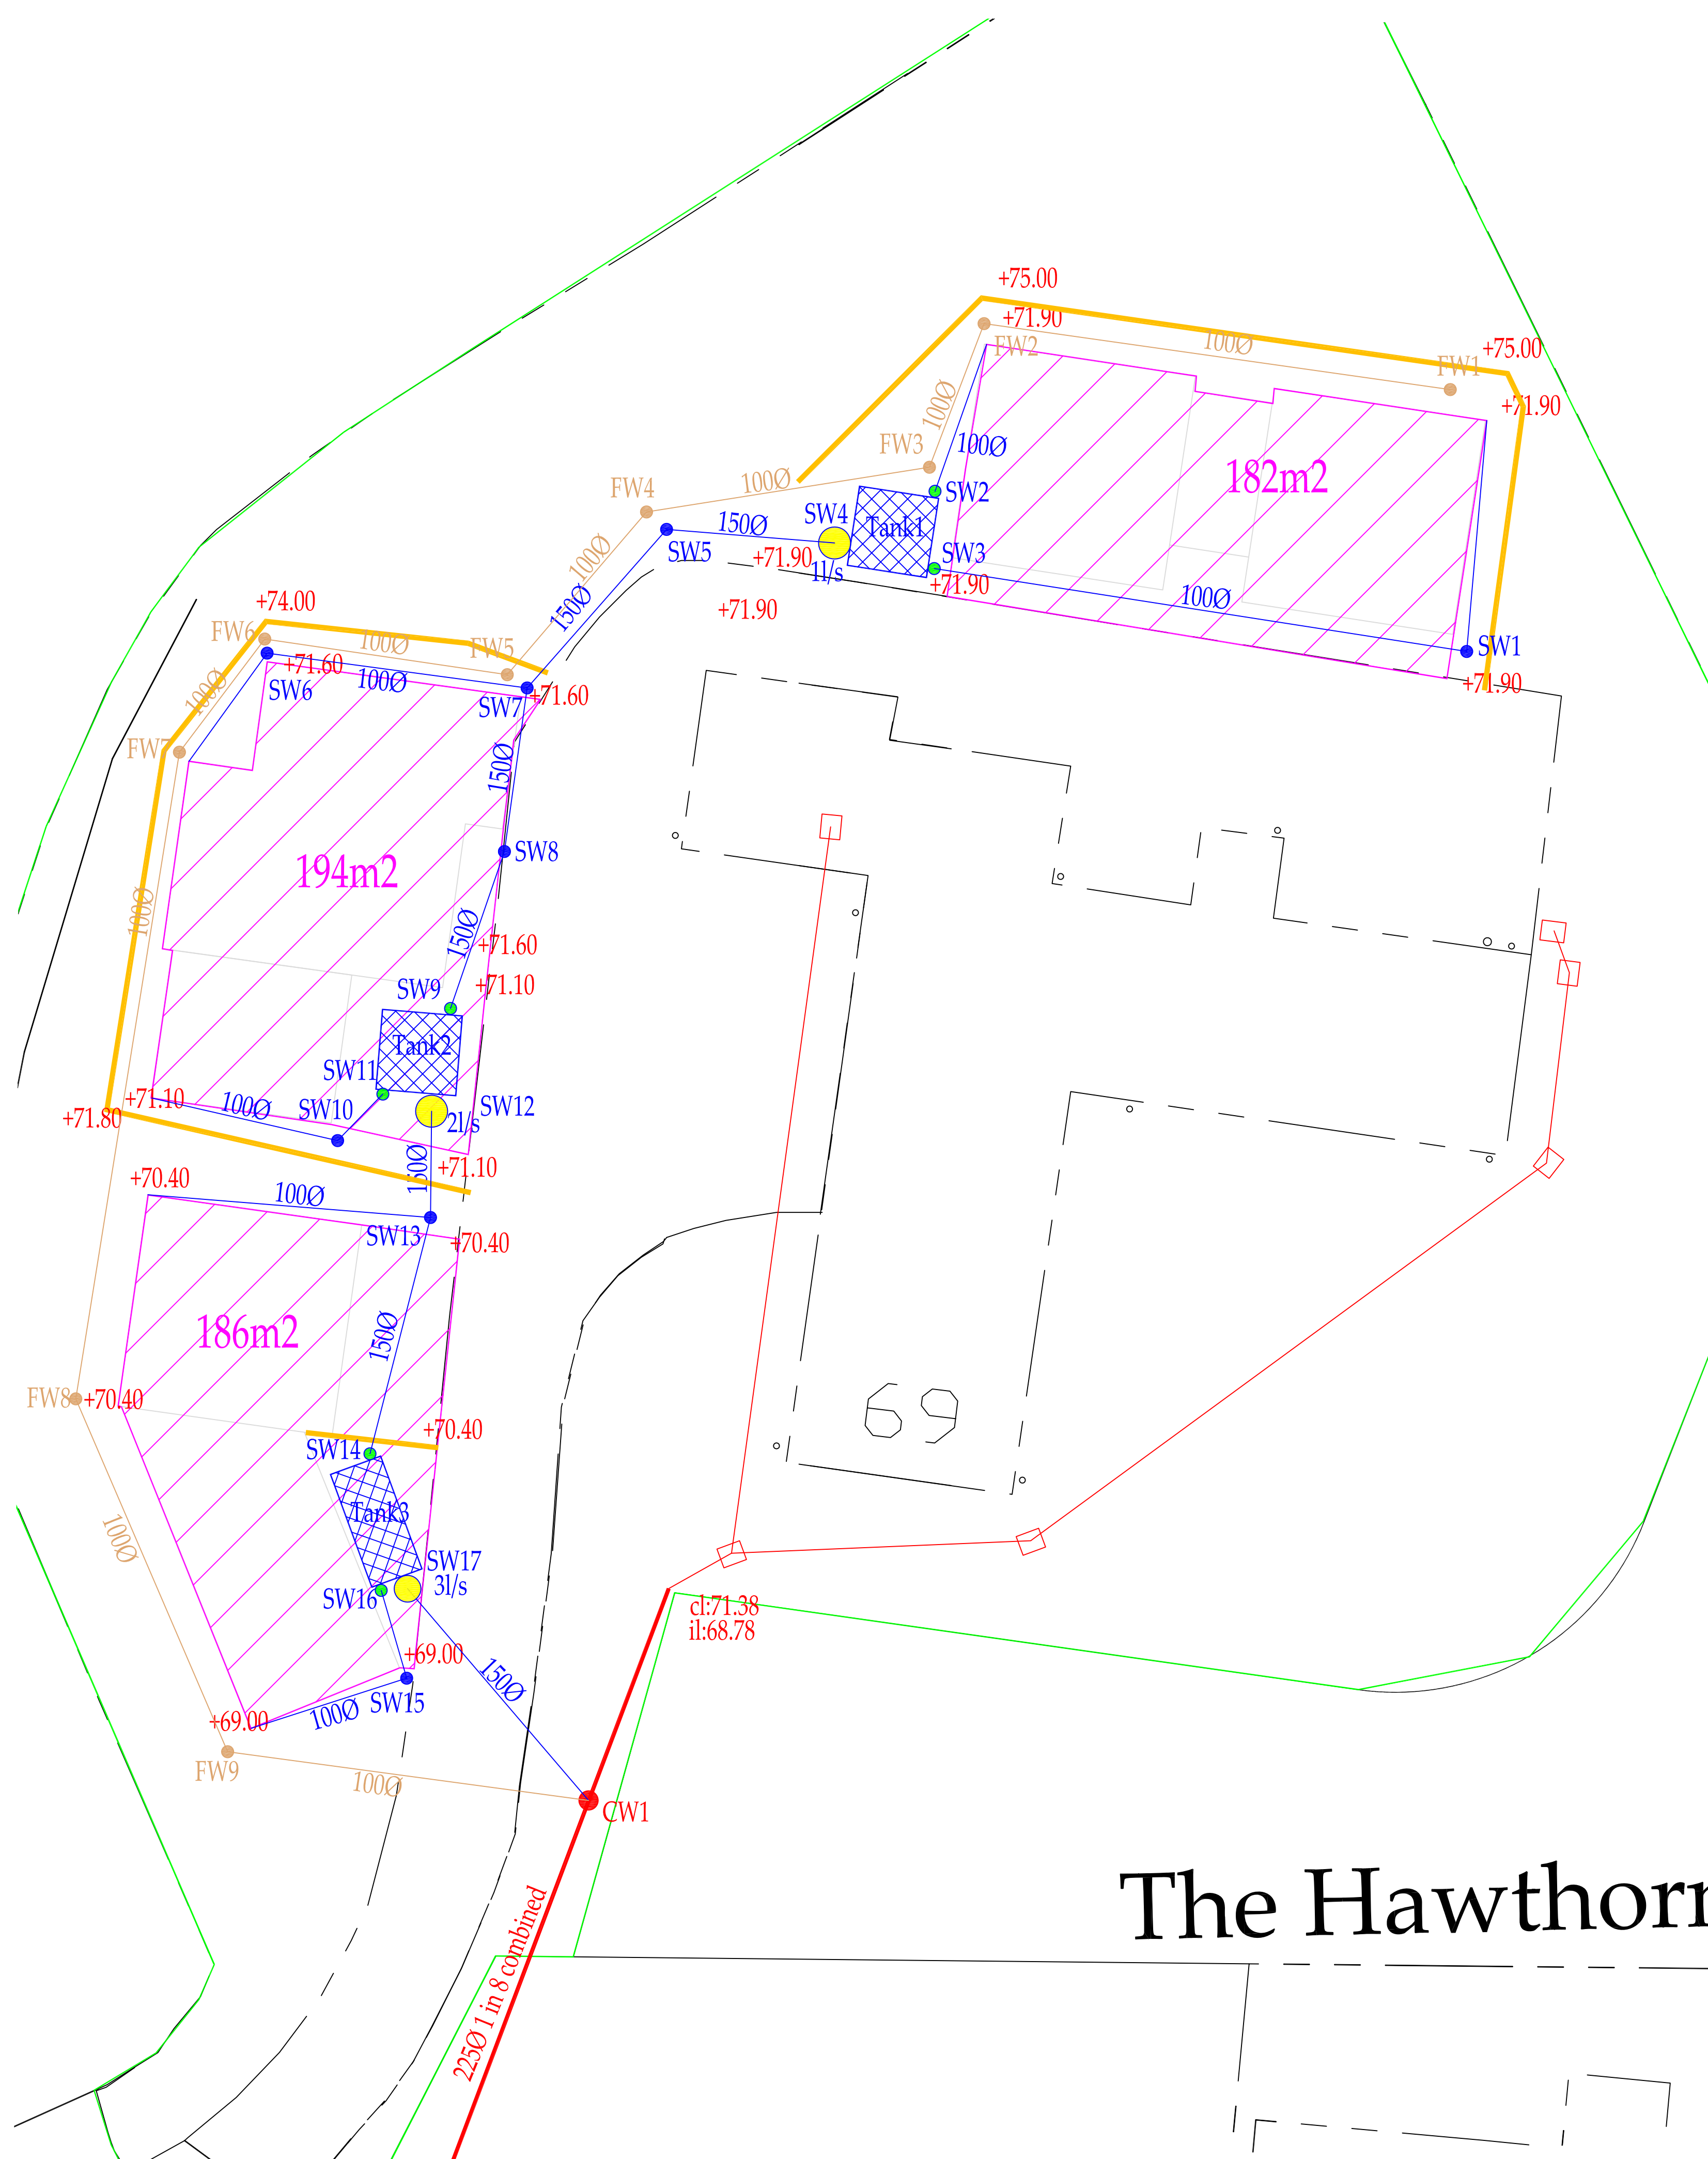 +75.00
+71.90
100Ø
FW2
+75.00
FW1
+71.90
100Ø
FW3
100Ø
182m2
100Ø
FW4
SW2
SW4
150Ø
Tank1
SW5
SW3
+71.90
1l/s
100Ø
+71.90
100Ø
+71.90
150Ø
+74.00
FW6
100Ø
FW5
SW1
+71.60
100Ø
SW6
100Ø
+71.90
+71.60
SW7
FW7
150Ø
SW8
194m2
100Ø
150Ø
+71.60
+71.10
SW9
Tank2
SW11
+71.10
100Ø
SW10
SW12
+71.80
2l/s
150Ø
+71.10
+70.40
100Ø
SW13
+70.40
186m2
150Ø
FW8
+70.40
69
+70.40
SW14
Tank3
100Ø
SW17
3l/s
SW16
cl:71.38
il:68.78
+69.00
150Ø
SW15
100Ø
+69.00
FW9
100Ø
CW1
The Hawthorn
225Ø 1 in 8 combined